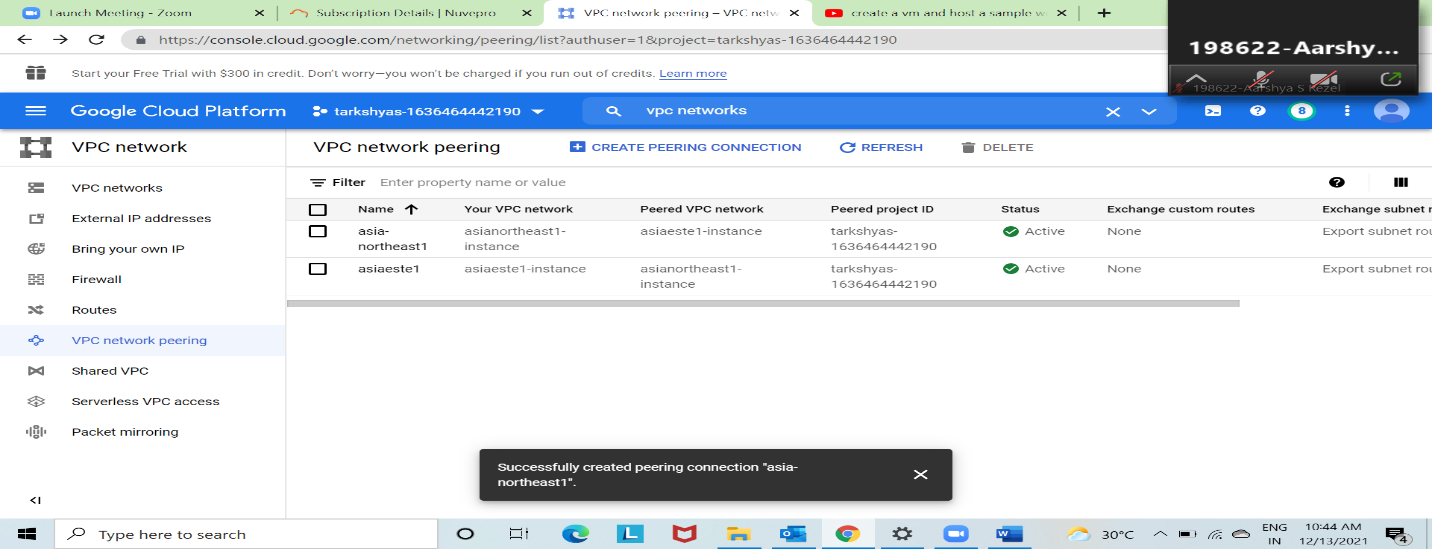 Launch Meeting - Zoom
Subscription Details | Nuvepro
VPC network peering – VPC netw
create a vm and host a sample w
198622-Aarshy...
198622-Aarshya S Rezel
https://console.cloud.google.com/networking/peering/list?authuser=1&project=tarkshyas-1636464442190
Start your Free Trial with $300 in credit. Don't worry—you won't be charged if you run out of credits. Learn more
Google Cloud Platform
tarkshyas-1636464442190
vpc networks
8
VPC network
VPC networks
External IP addresses
Bring your own IP
Firewall
Routes
VPC network peering
Shared VPC
Serverless VPC access
Packet mirroring
VPC network peering
CREATE PEERING CONNECTION
REFRESH
DELETE
Filter Enter property name or value
Name Your VPC network Peered VPC network Peered project ID Status Exchange custom routes Exchange subnet r
asia- asianortheast1- asiaeste1-instance tarkshyas- Active None Export subnet rou
northeast1 instance 1636464442190
asiaeste1 asiaeste1-instance asianortheast1- tarkshyas- Active None Export subnet rou
instance 1636464442190
Successfully created peering connection "asia-
northeast1".
Type here to search
30°C
ENG
IN
10:44 AM
12/13/2021
4